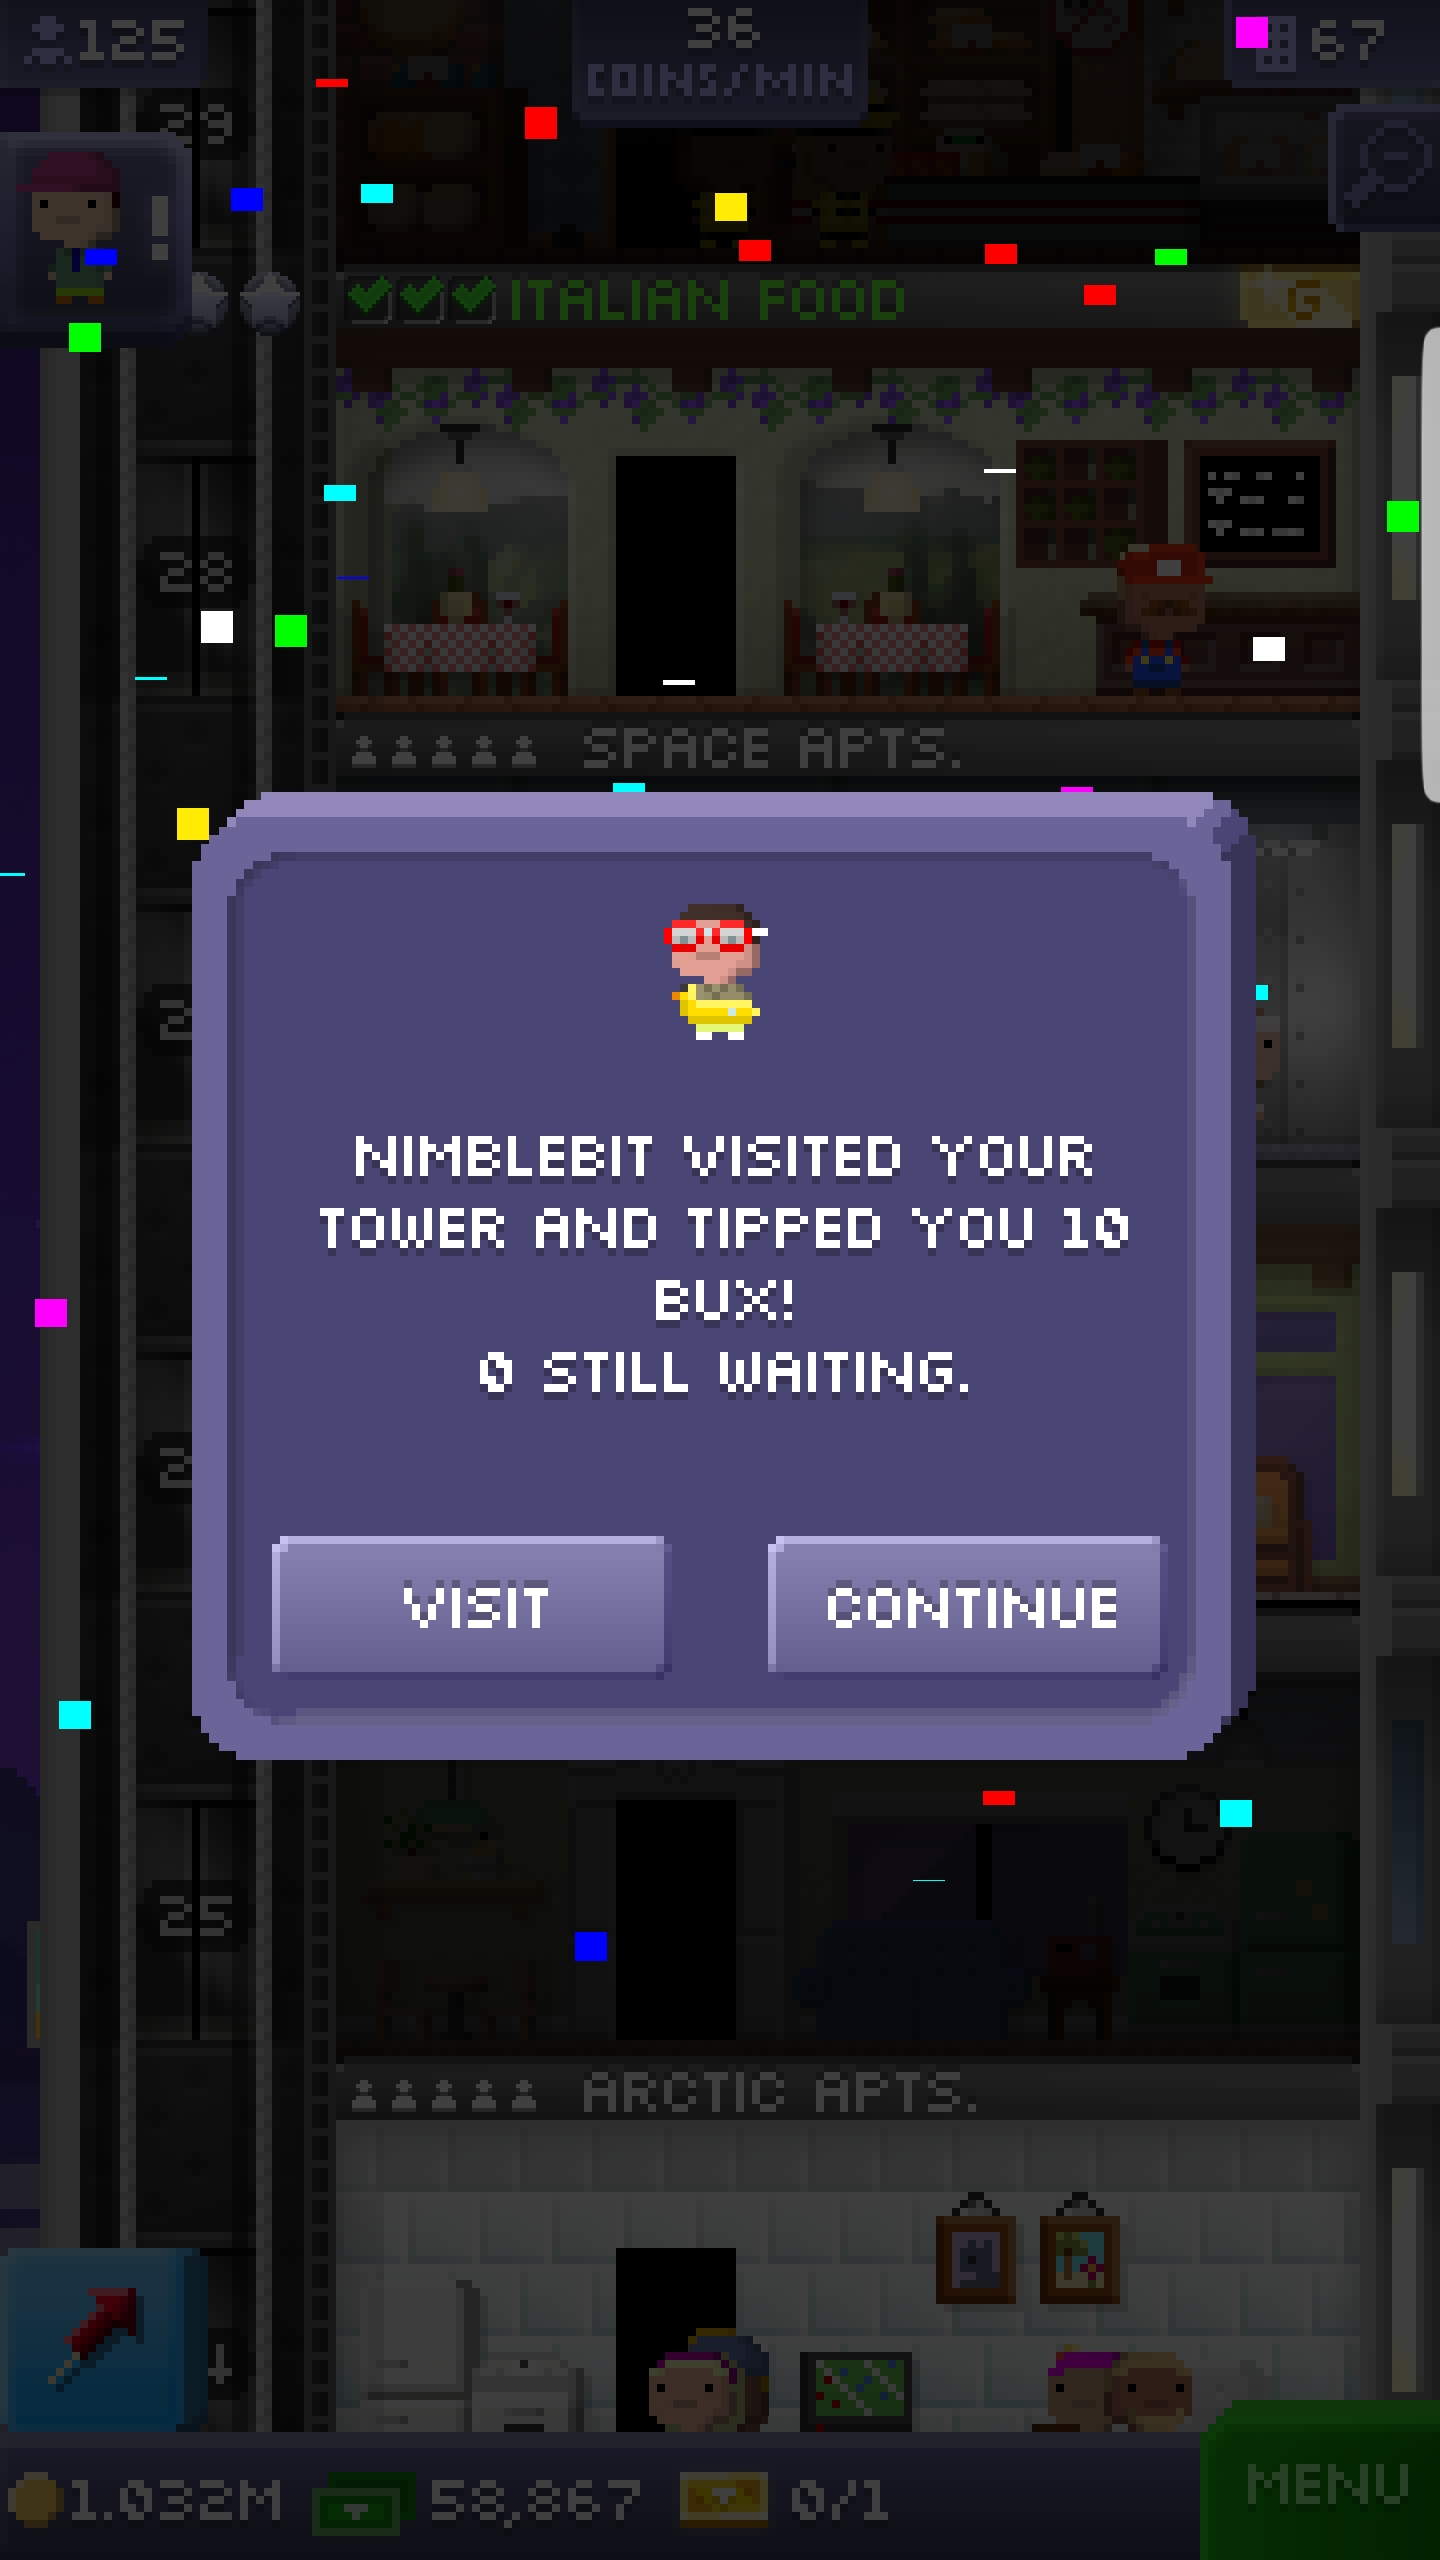 125
36
COINS/MIN
67
29
!
ITALIAN FOOD
G
28
SPACE APTS.
NIMBLEBIT VISITED YOUR
TOWER AND TIPPED YOU 10
BUX!
0 STILL WAITING.
VISIT
CONTINUE
25
ARCTIC APTS.
1.032M
58,867
0/1
MENU